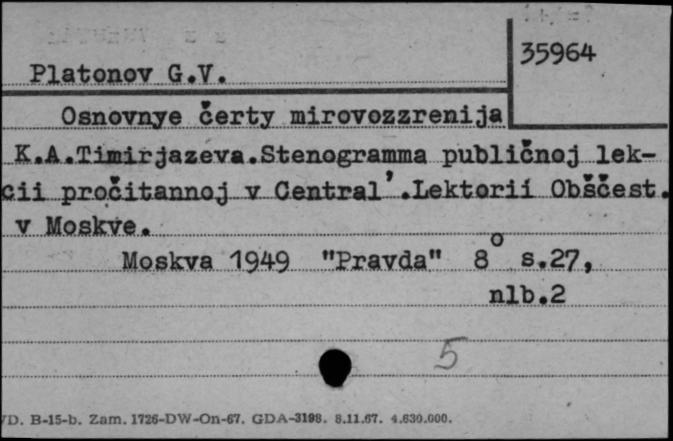 35964
Platonov G.V.
Osnovnye čerty mirovozzrenija
K.A.Timirjazeva.Stenogramma publičnoj lek-
cii pročitannoj v Central'.Lektorii Obščest.
v Moskve.
Moskva 1949 "Pravda" 8° s.27,
nlb.2
5
VD. B-15-b. Zam. 1726-DW-On-67. GDA-3198. 8.11.67. 4.630.000.